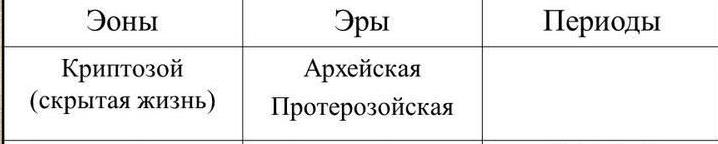 Эоны Эры Периоды
Криптозой Архейская
(скрытая жизнь) Протерозойская